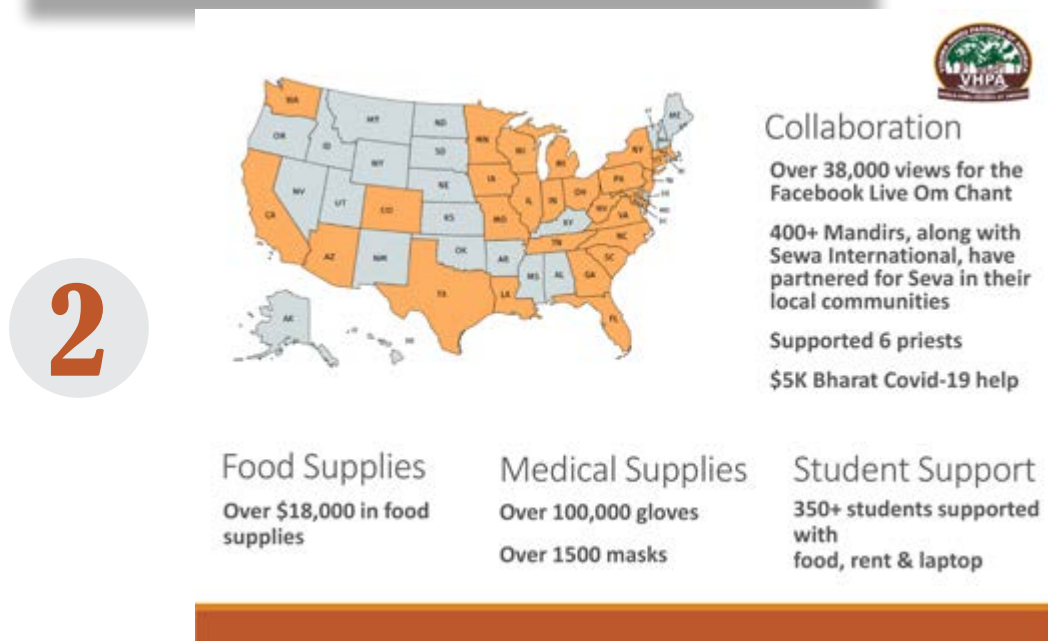 VHPA
WA
MT
ND
MN
OR
ID
SD
WI
MI
NY
ME
WY
NE
IA
PA
NV
UT
CO
KS
MO
IL
IN
OH
WV
VA
KY
CA
AZ
NM
OK
AR
TN
NC
SC
MS
AL
GA
TX
LA
FL
AK
Collaboration
Over 38,000 views for the
Facebook Live Om Chant
400+ Mandirs, along with
Sewa International, have
partnered for Seva in their
local communities
Supported 6 priests
$5K Bharat Covid-19 help
2
Food Supplies
Over $18,000 in food
supplies
Medical Supplies
Over 100,000 gloves
Over 1500 masks
Student Support
350+ students supported
with
food, rent & laptop